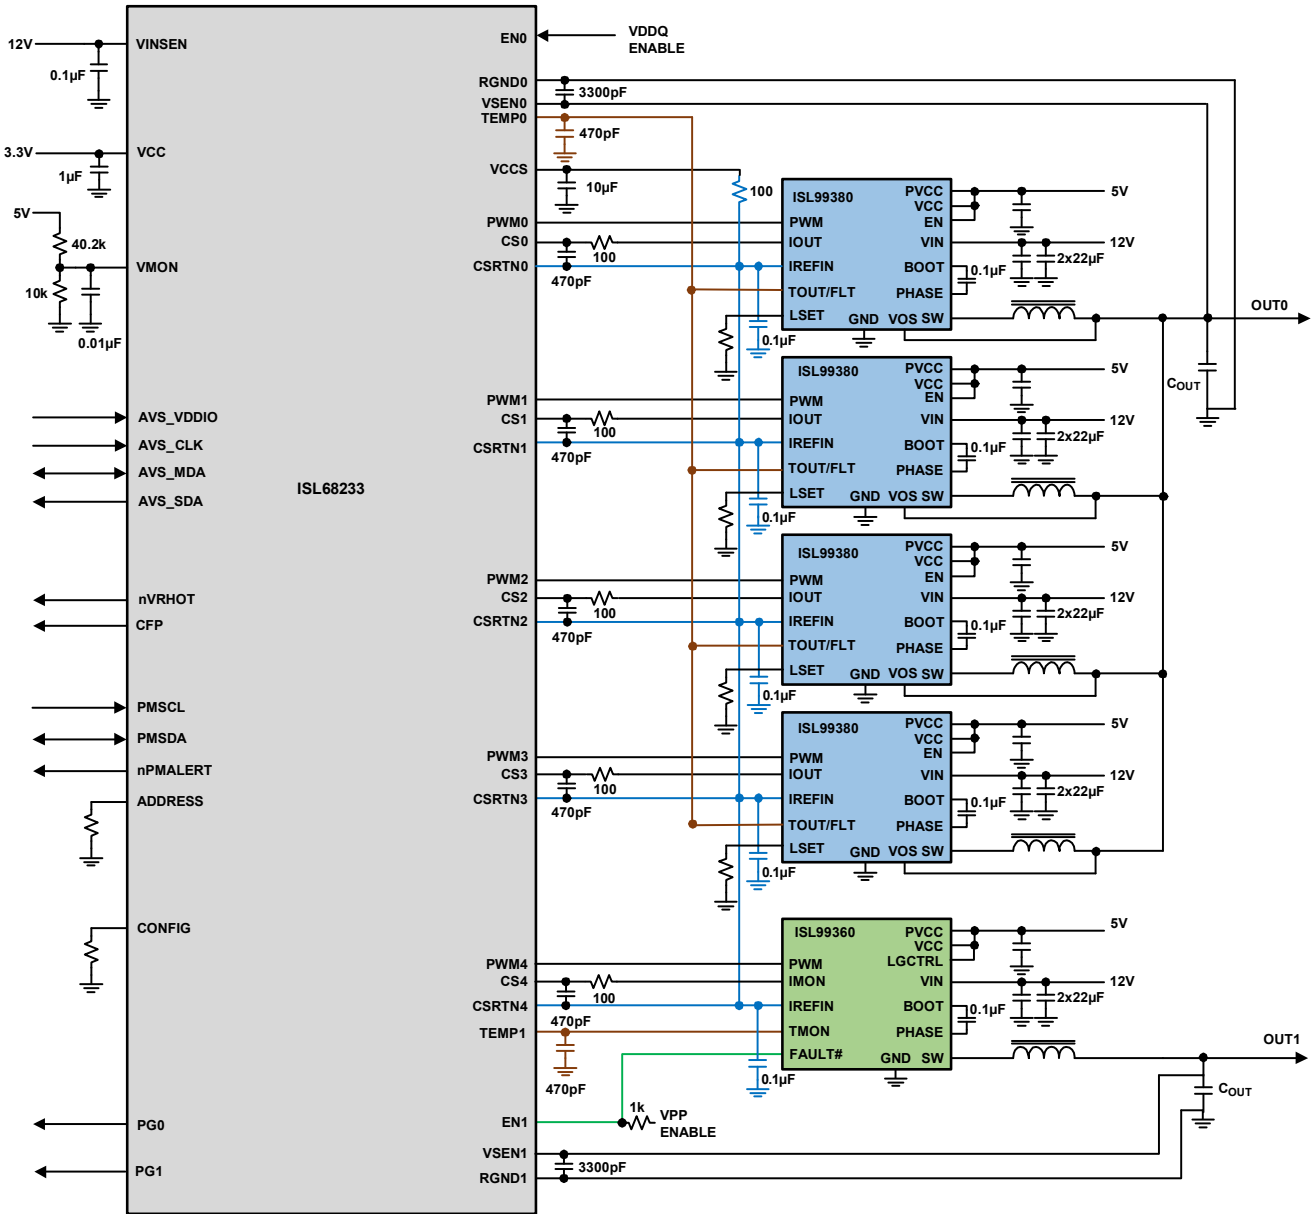 12V
VINSEN
0.1µF
3.3V
VCC
1µF
5V
40.2k
VMON
10k
0.01µF
AVS_VDDIO
AVS_CLK
AVS_MDA
AVS_SDA
nVRHOT
CFP
PMSCL
PMSDA
nPMALERT
ADDRESS
CONFIG
PG0
PG1
ISL68233
EN0
VDDQ
ENABLE
RGND0
3300pF
VSEN0
TEMP0
470pF
VCCS
10µF
100
PWM0
CS0
100
CSRTN0
470pF
ISL99380
PWM
IOUT
IREFIN
TOUT/FLT
LSET
GND
VOS SW
PVCC
VCC
EN
VIN
BOOT
PHASE
5V
12V
2x22µF
0.1µF
0.1µF
OUT0
COUT
PWM1
CS1
100
CSRTN1
470pF
ISL99380
PWM
IOUT
IREFIN
TOUT/FLT
LSET
GND
VOS SW
PVCC
VCC
EN
VIN
BOOT
PHASE
5V
12V
2x22µF
0.1µF
0.1µF
PWM2
CS2
100
CSRTN2
470pF
ISL99380
PWM
IOUT
IREFIN
TOUT/FLT
LSET
GND
VOS SW
PVCC
VCC
EN
VIN
BOOT
PHASE
5V
12V
2x22µF
0.1µF
0.1µF
PWM3
CS3
100
CSRTN3
470pF
ISL99380
PWM
IOUT
IREFIN
TOUT/FLT
LSET
GND
VOS SW
PVCC
VCC
EN
VIN
BOOT
PHASE
5V
12V
2x22µF
0.1µF
0.1µF
PWM4
CS4
100
CSRTN4
470pF
TEMP1
470pF
ISL99360
PWM
IMON
IREFIN
TMON
FAULT#
GND SW
PVCC
VCC
LGCTRL
VIN
BOOT
PHASE
5V
12V
2x22µF
0.1µF
0.1µF
OUT1
COUT
EN1
1k
VPP
ENABLE
VSEN1
3300pF
RGND1